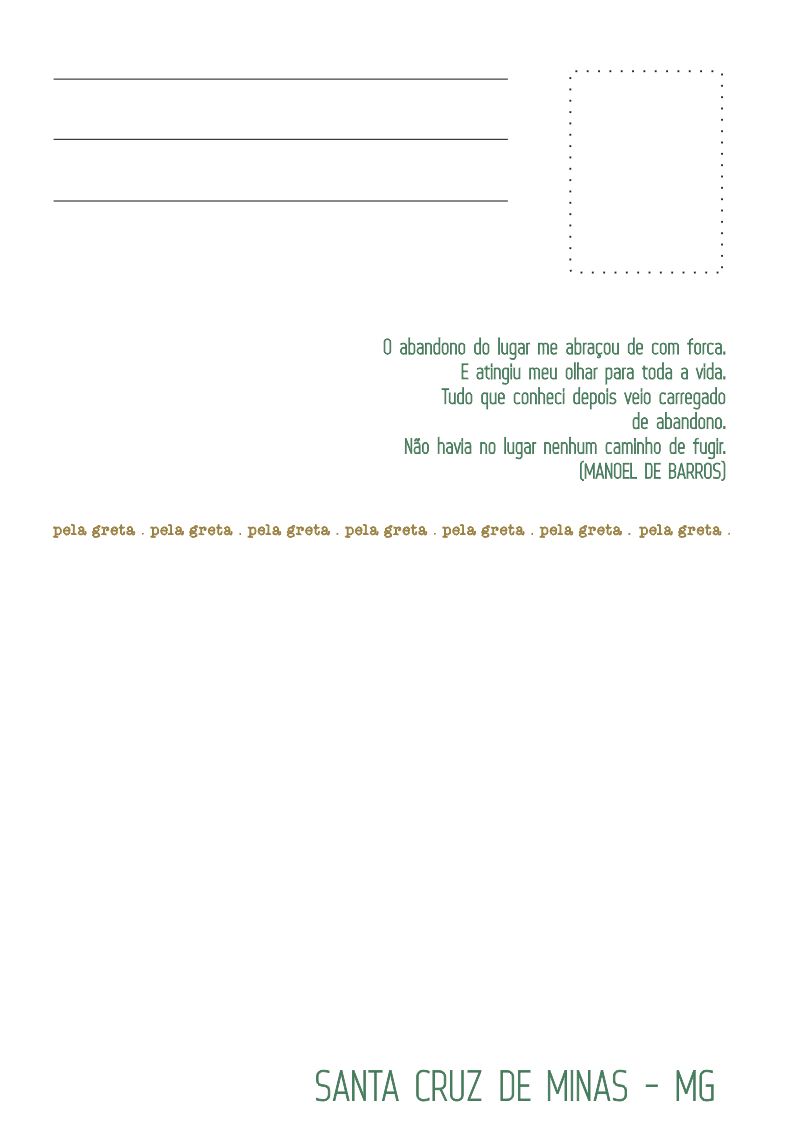 O abandono do lugar me abraçou de com forca.
E atingiu meu olhar para toda a vida.
Tudo que conheci depois veio carregado
de abandono.
Não havia no lugar nenhum caminho de fugir.
(MANOEL DE BARROS)
pela greta . pela greta . pela greta . pela greta . pela greta . pela greta . pela greta .
SANTA CRUZ DE MINAS - MG